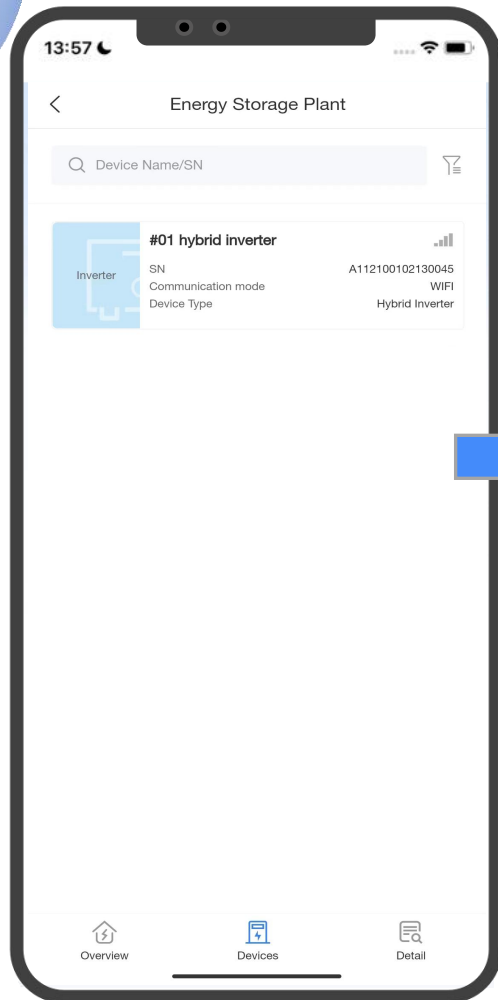 13:57
Energy Storage Plant
Device Name/SN
#01 hybrid inverter
Inverter
SN A112100102130045
Communication mode WIFI
Device Type Hybrid Inverter
Overview Devices Detail